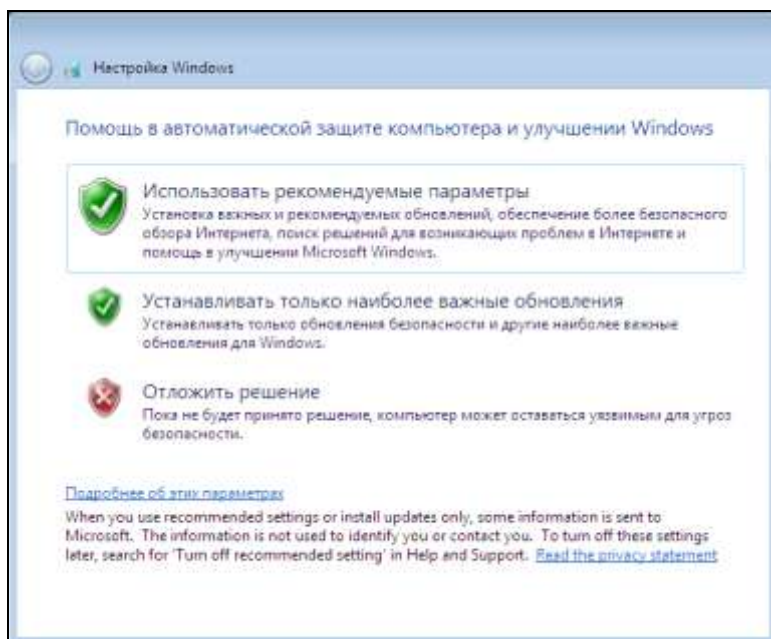 Настройка Windows
Помощь в автоматической защите компьютера и улучшении Windows
Использовать рекомендуемые параметры
Установка важных и рекомендуемых обновлений, обеспечение более безопасного
обзора Интернета, поиск решений для возникающих проблем в Интернете и
помощь в улучшении Microsoft Windows.
Устанавливать только наиболее важные обновления
Устанавливать только обновления безопасности и другие наиболее важные
обновления для Windows.
Отложить решение
Пока не будет принято решение, компьютер может оставаться уязвимым для угроз
безопасности.
Подробнее об этих параметрах
When you use recommended settings or install updates only, some information is sent to
Microsoft. The information is not used to identify you or contact you. To turn off these settings
later, search for 'Turn off recommended setting' in Help and Support. Read the privacy statement